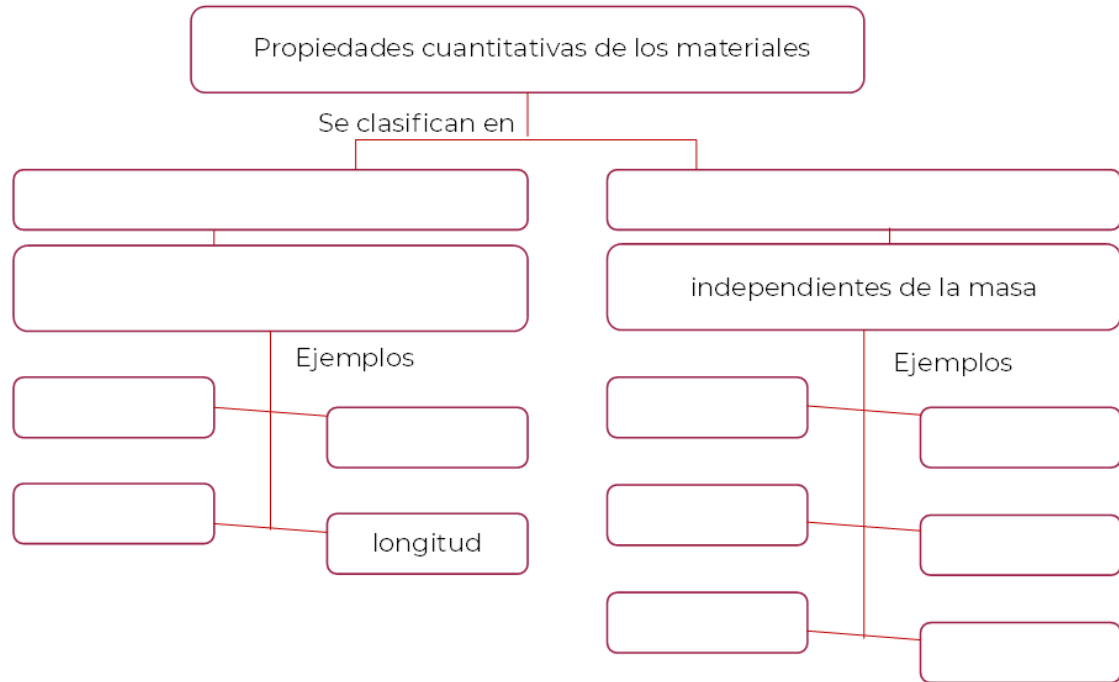 Propiedades cuantitativas de los materiales
Se clasifican en
independientes de la masa
Ejemplos
Ejemplos
longitud